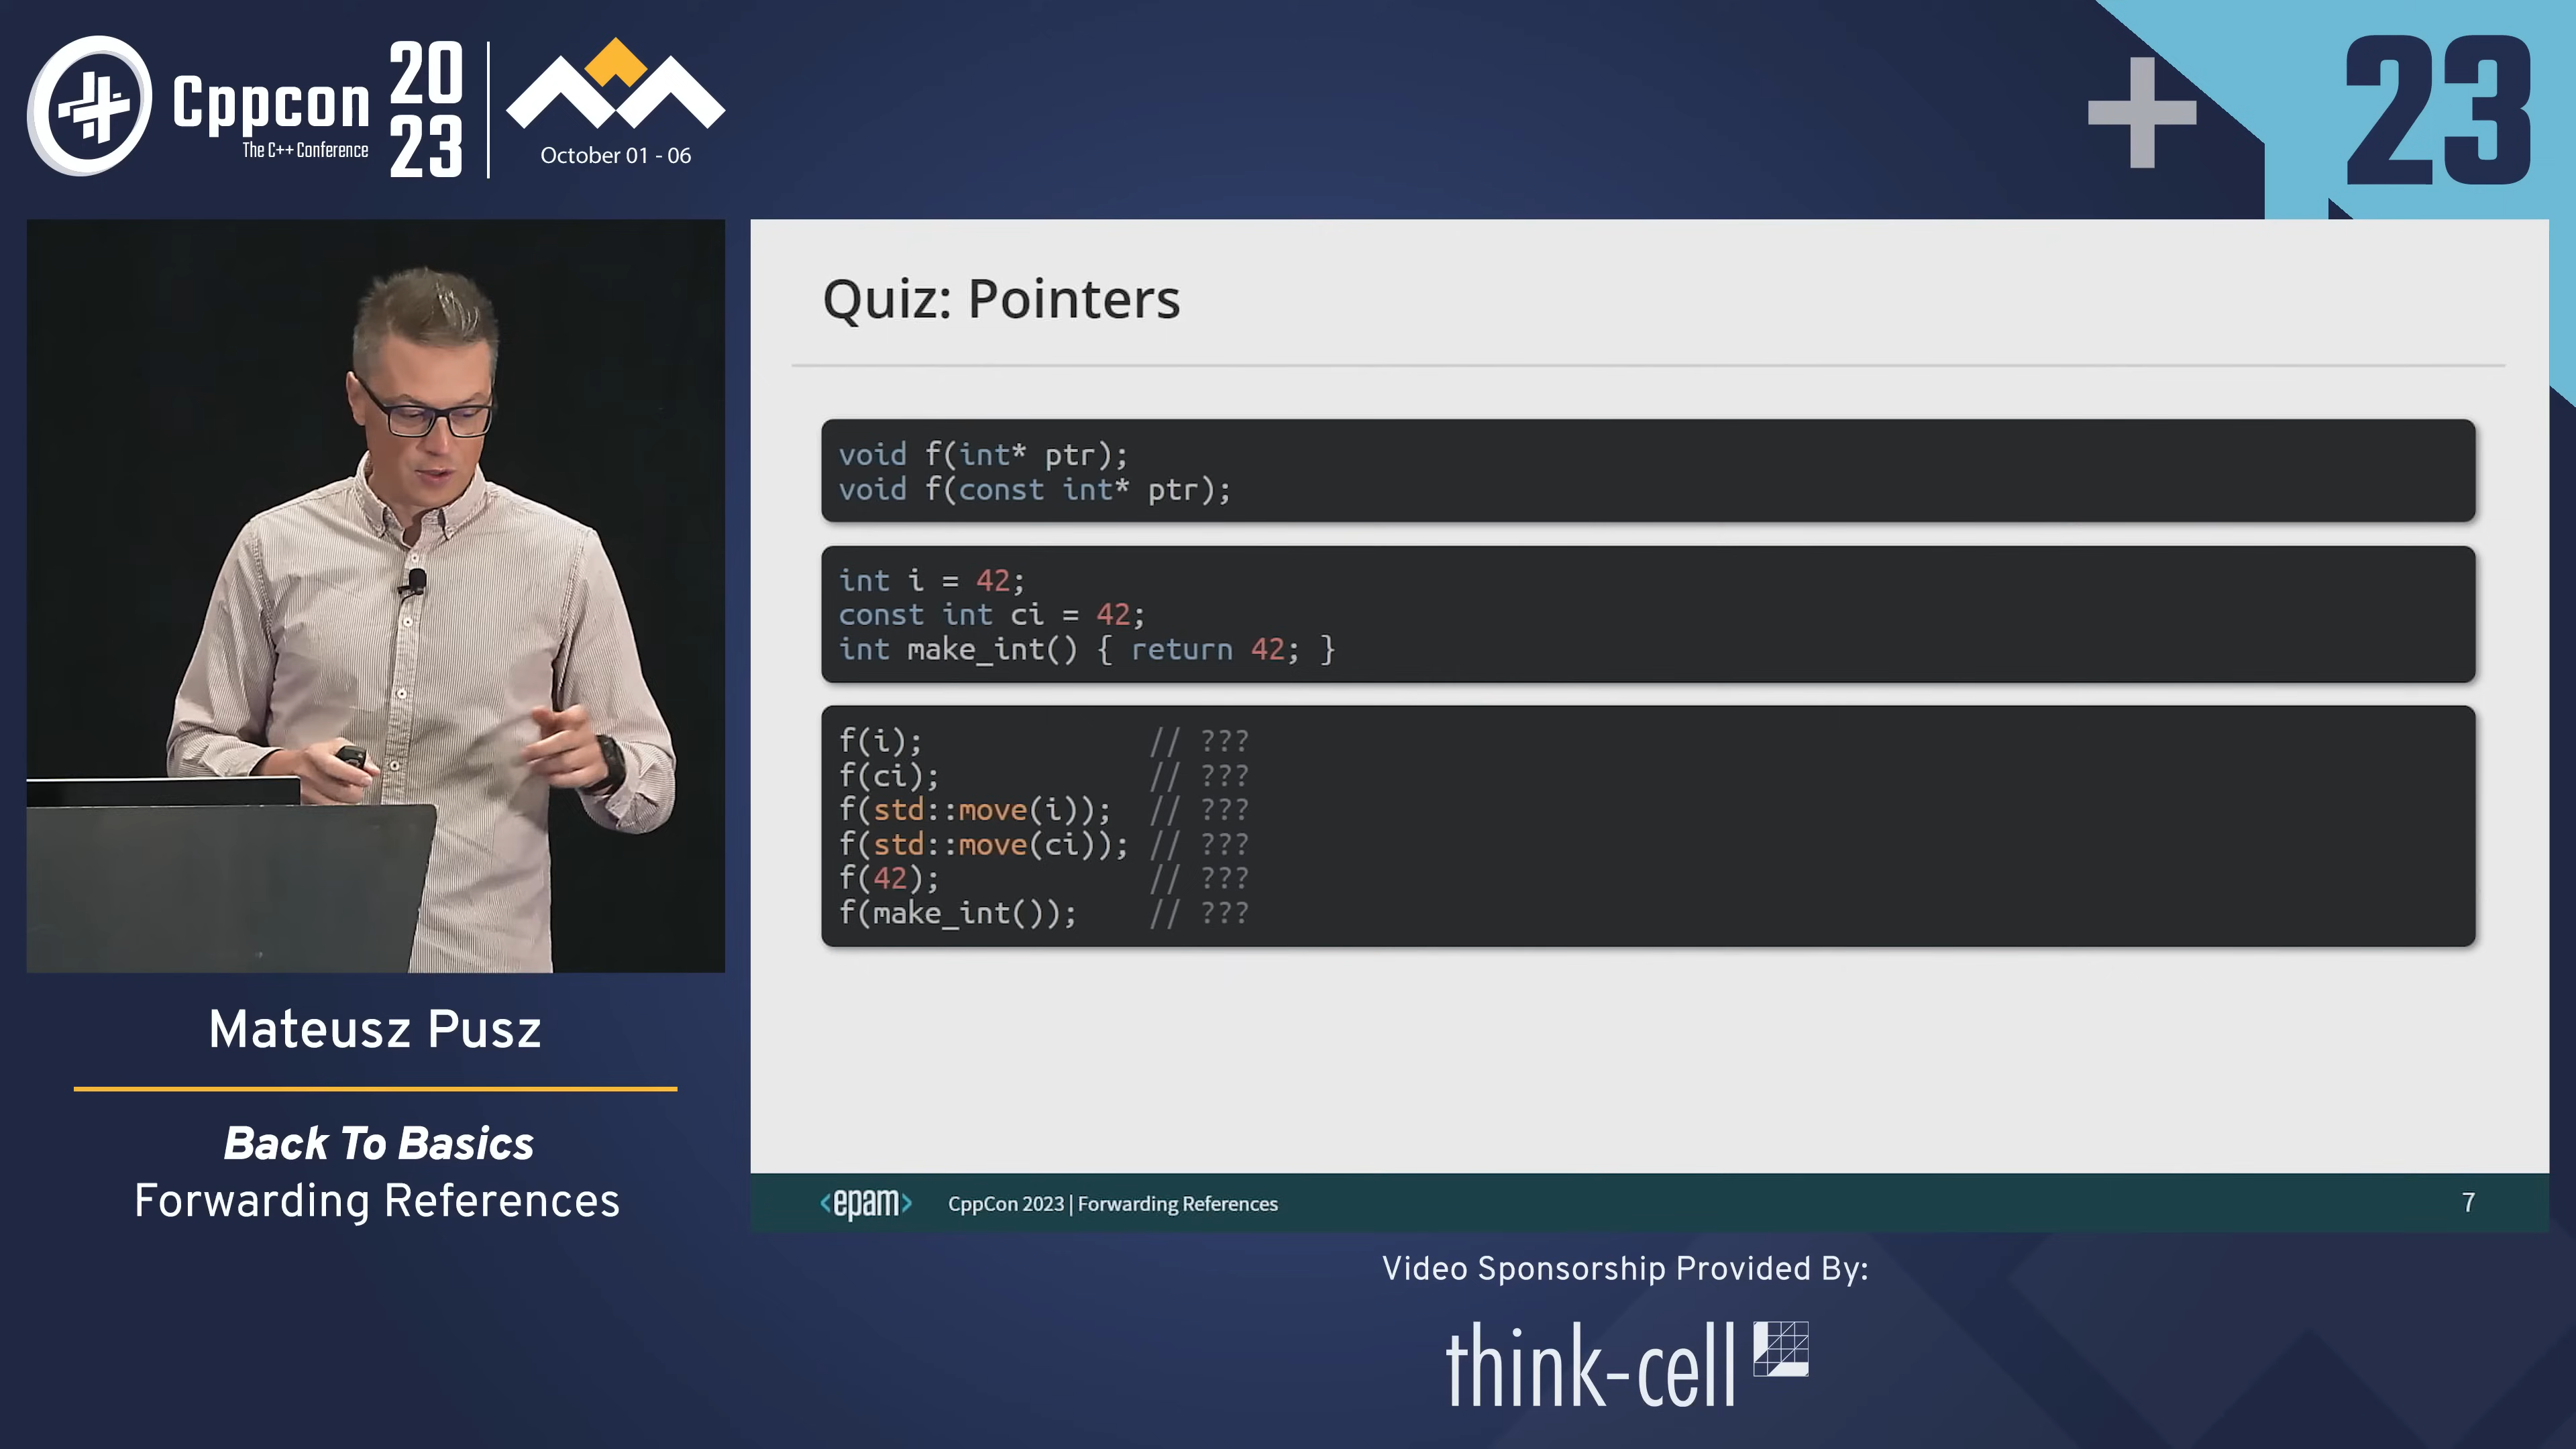 Cppcon
The C++ Conference
20
23
October 01 - 06
23
Quiz: Pointers
void f(int* ptr);
void f(const int* ptr);
int i = 42;
const int ci = 42;
int make_int() { return 42; }
f(i);              // ???
f(ci);             // ???
f(std::move(i));   // ???
f(std::move(ci));  // ???
f(42);             // ???
f(make_int());     // ???
Mateusz Pusz
Back To Basics
Forwarding References
<epam>
CppCon 2023 | Forwarding References
7
Video Sponsorship Provided By:
think-cell